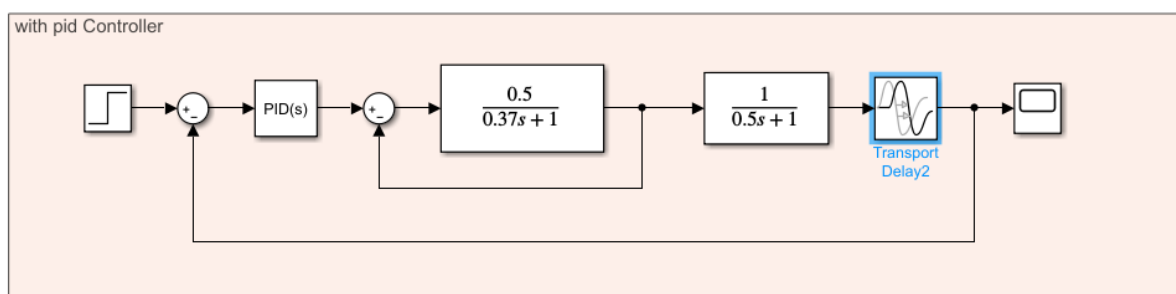 with pid Controller
PID(s)
0.5
0.37s + 1
1
0.5s + 1
Transport
Delay2